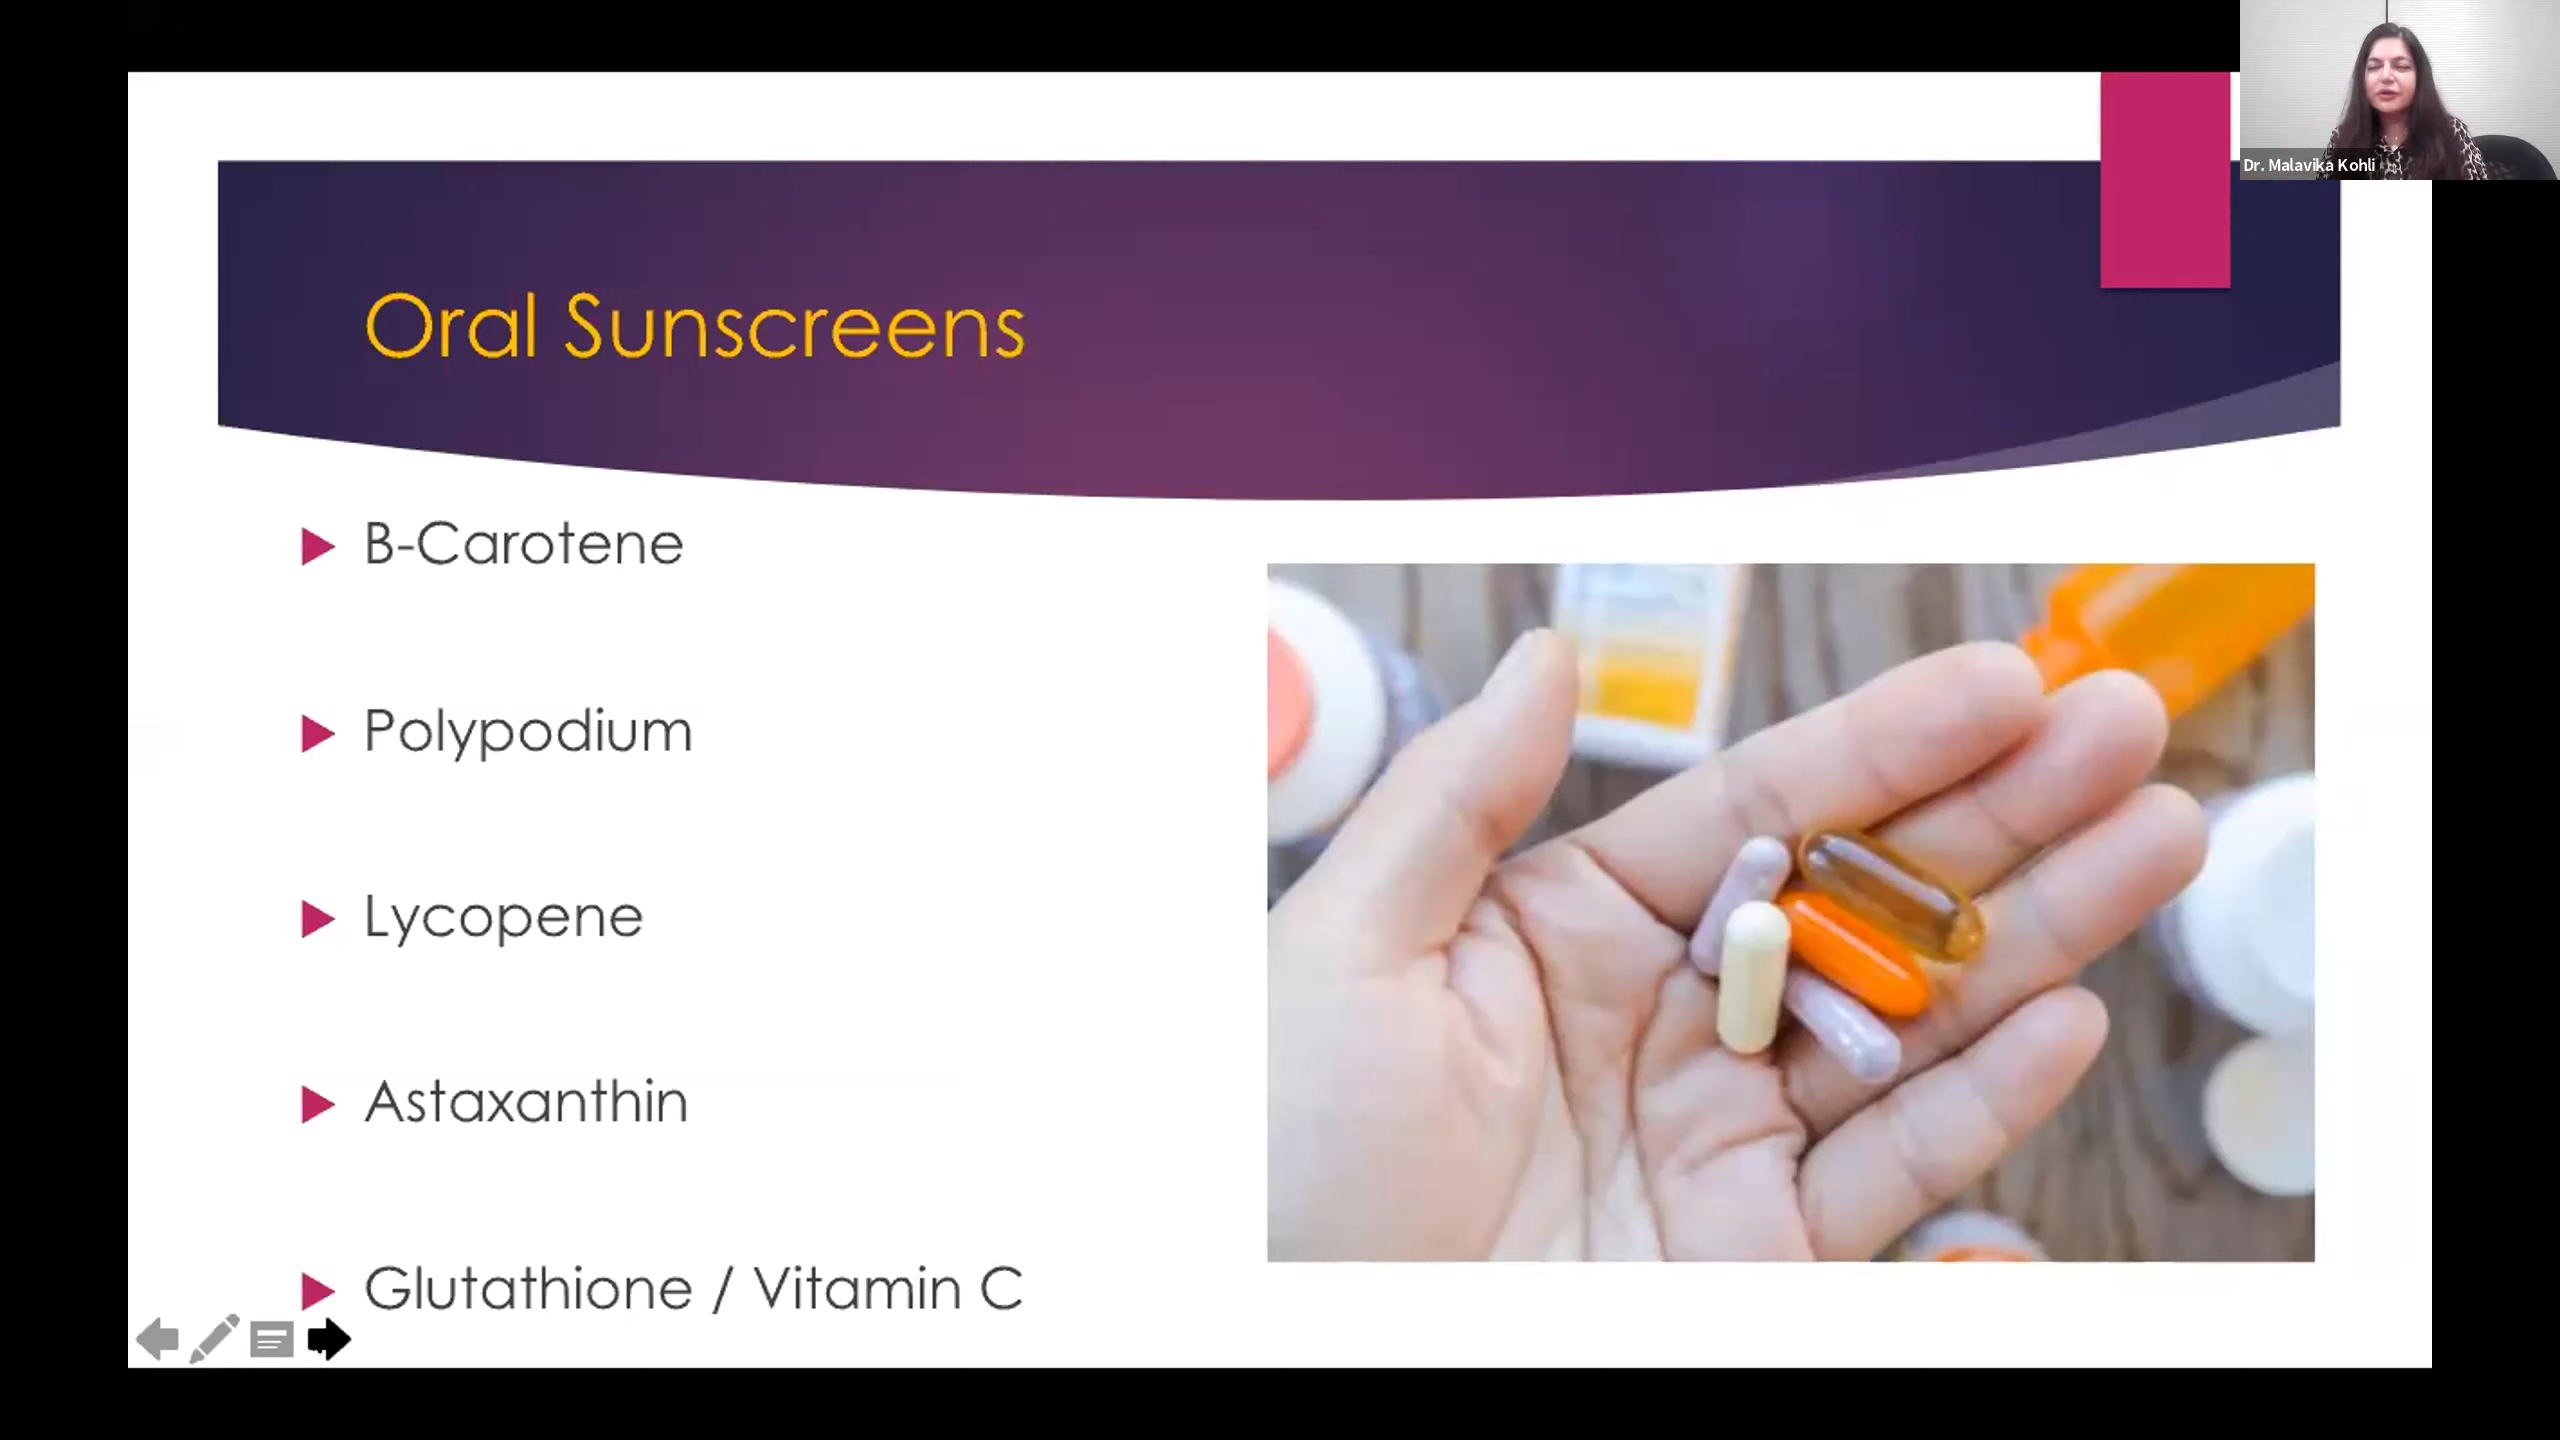 Dr. Malavika Kohli
Oral Sunscreens
B-Carotene
Polypodium
Lycopene
Astaxanthin
Glutathione / Vitamin C